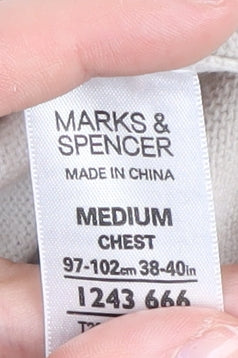 MARKS &
SPENCER
MADE IN CHINA
MEDIUM
CHEST
97-102cm 38-40in
1243 666